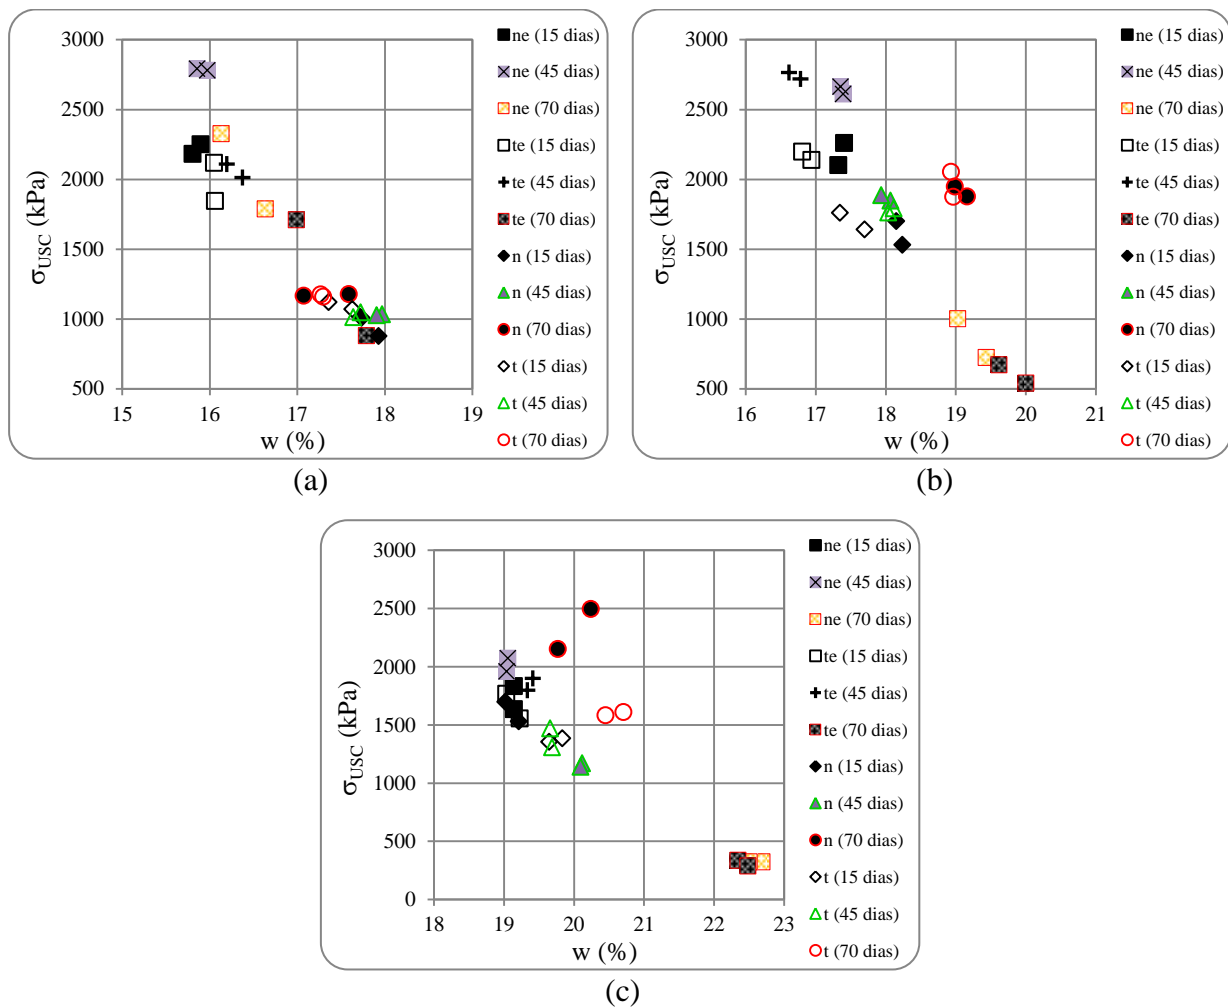 3000
2500
2000
1500
1000
500
15
16
17
18
19
σUSC (kPa)
w (%)
ne (15 dias)
ne (45 dias)
ne (70 dias)
te (15 dias)
te (45 dias)
te (70 dias)
n (15 dias)
n (45 dias)
n (70 dias)
t (15 dias)
t (45 dias)
t (70 dias)
(a)
3000
2500
2000
1500
1000
500
16
17
18
19
20
21
σUSC (kPa)
w (%)
ne (15 dias)
ne (45 dias)
ne (70 dias)
te (15 dias)
te (45 dias)
te (70 dias)
n (15 dias)
n (45 dias)
n (70 dias)
t (15 dias)
t (45 dias)
t (70 dias)
(b)
3000
2500
2000
1500
1000
500
0
18
19
20
21
22
23
σUSC (kPa)
w (%)
ne (15 dias)
ne (45 dias)
ne (70 dias)
te (15 dias)
te (45 dias)
te (70 dias)
n (15 dias)
n (45 dias)
n (70 dias)
t (15 dias)
t (45 dias)
t (70 dias)
(c)